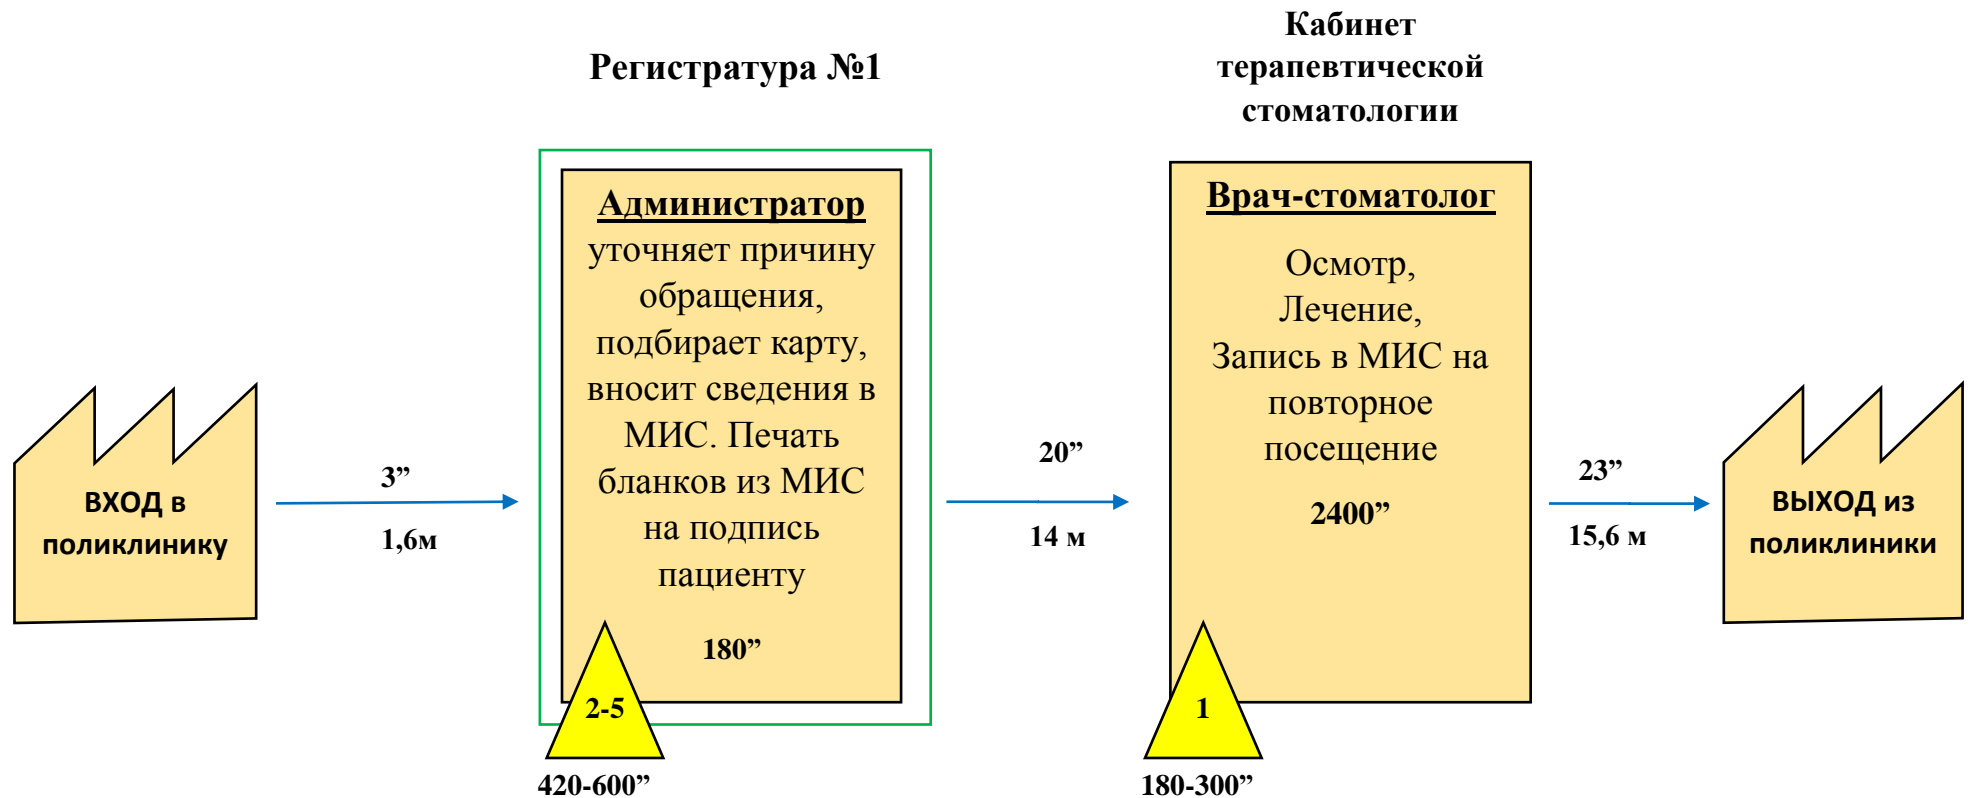 Регистратура №1
Кабинет
терапевтической
стоматологии
ВХОД в
поликлинику
3”
1,6м
Администратор
уточняет причину
обращения,
подбирает карту,
вносит сведения в
МИС. Печать
бланков из МИС
на подпись
пациенту
180”
2-5
420-600”
20”
14 м
Врач-стоматолог
Осмотр,
Лечение,
Запись в МИС на
повторное
посещение
2400”
1
180-300”
23”
15,6 м
ВЫХОД из
поликлиники